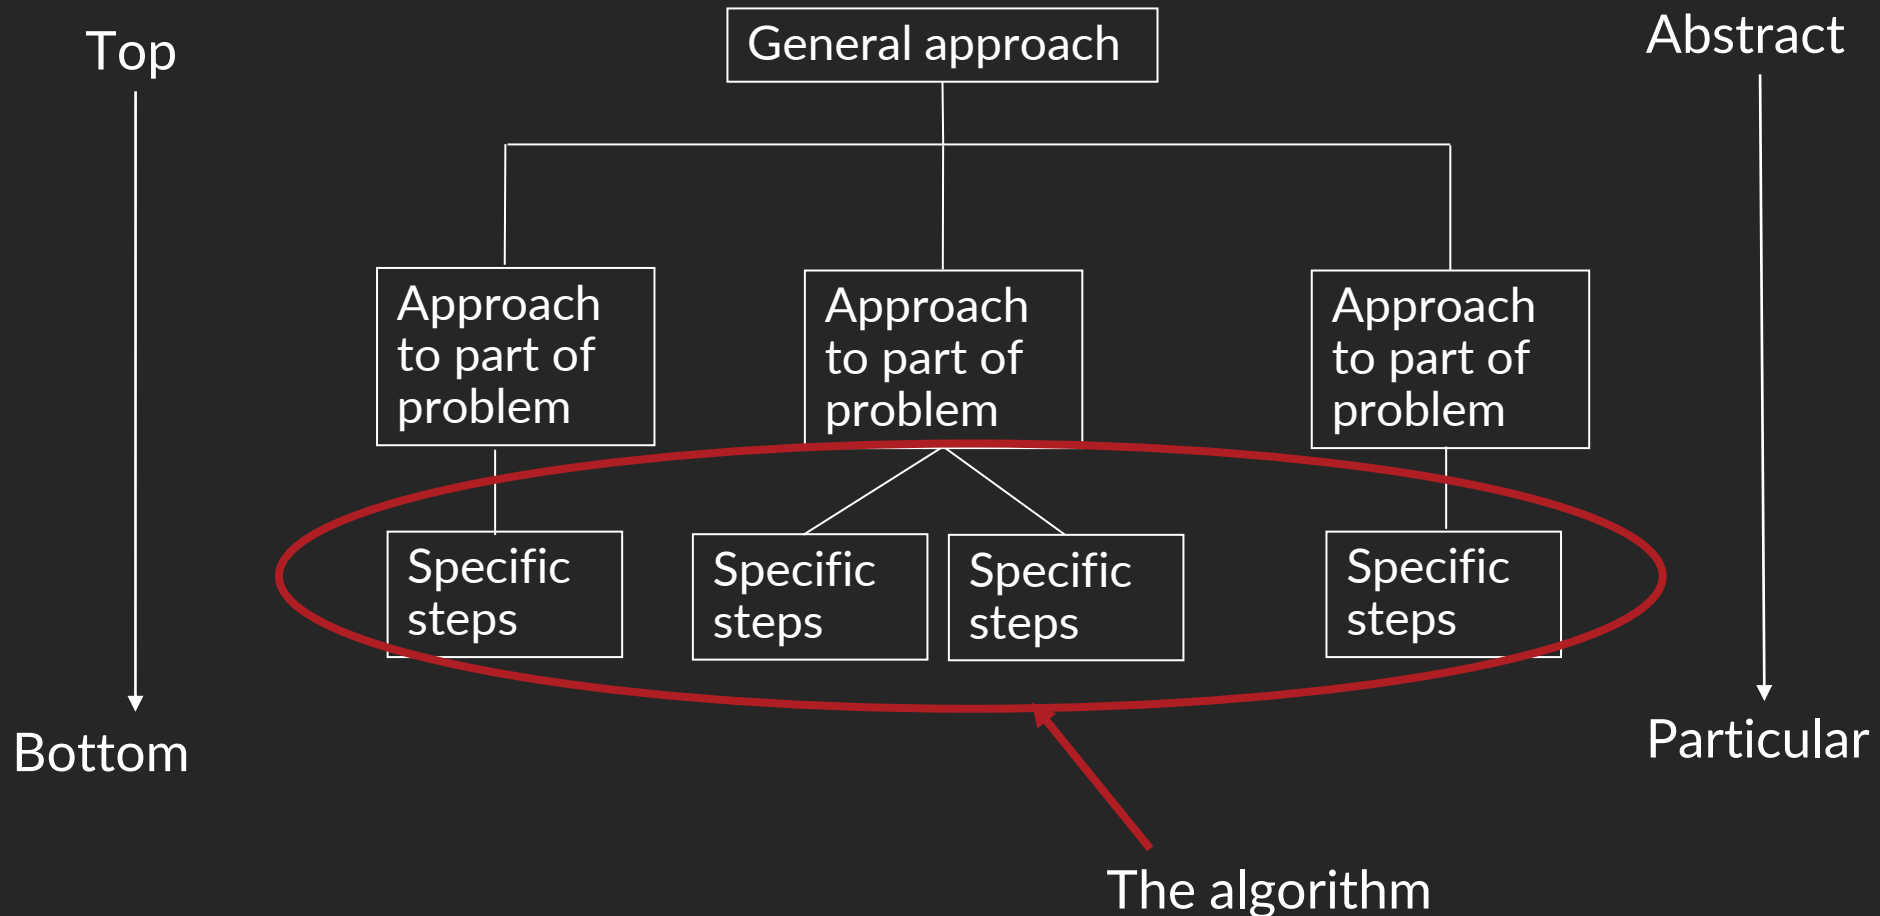 Top
General approach
Abstract
Approach
to part of
problem
Approach
to part of
problem
Approach
to part of
problem
Specific
steps
Specific
steps
Specific
steps
Specific
steps
Bottom
Particular
The algorithm